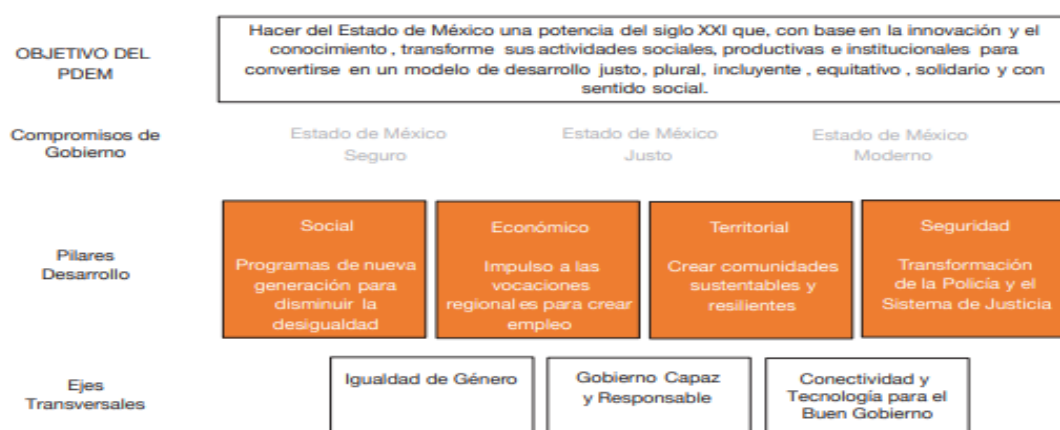 OBJETIVO DEL
PDEM
Hacer del Estado de México una potencia del siglo XXI que, con base en la innovación y el
conocimiento , transforme sus actividades sociales, productivas e institucionales para
convertirse en un modelo de desarrollo justo, plural, incluyente , equitativo , solidario y con
sentido social.
Compromisos de
Gobierno
Estado de México
Seguro
Estado de México
Justo
Estado de México
Moderno
Pilares
Desarrollo
Social
Programas de nueva
generación para
disminuir la
desigualdad
Económico
Impulso a las
vocaciones
regional es para crear
empleo
Territorial
Crear comunidades
sustentables y
resilientes
Seguridad
Transformación
de la Policía y el
Sistema de Justicia
Ejes
Transversales
Igualdad de Género
Gobierno Capaz
y Responsable
Conectividad y
Tecnología para el
Buen Gobierno